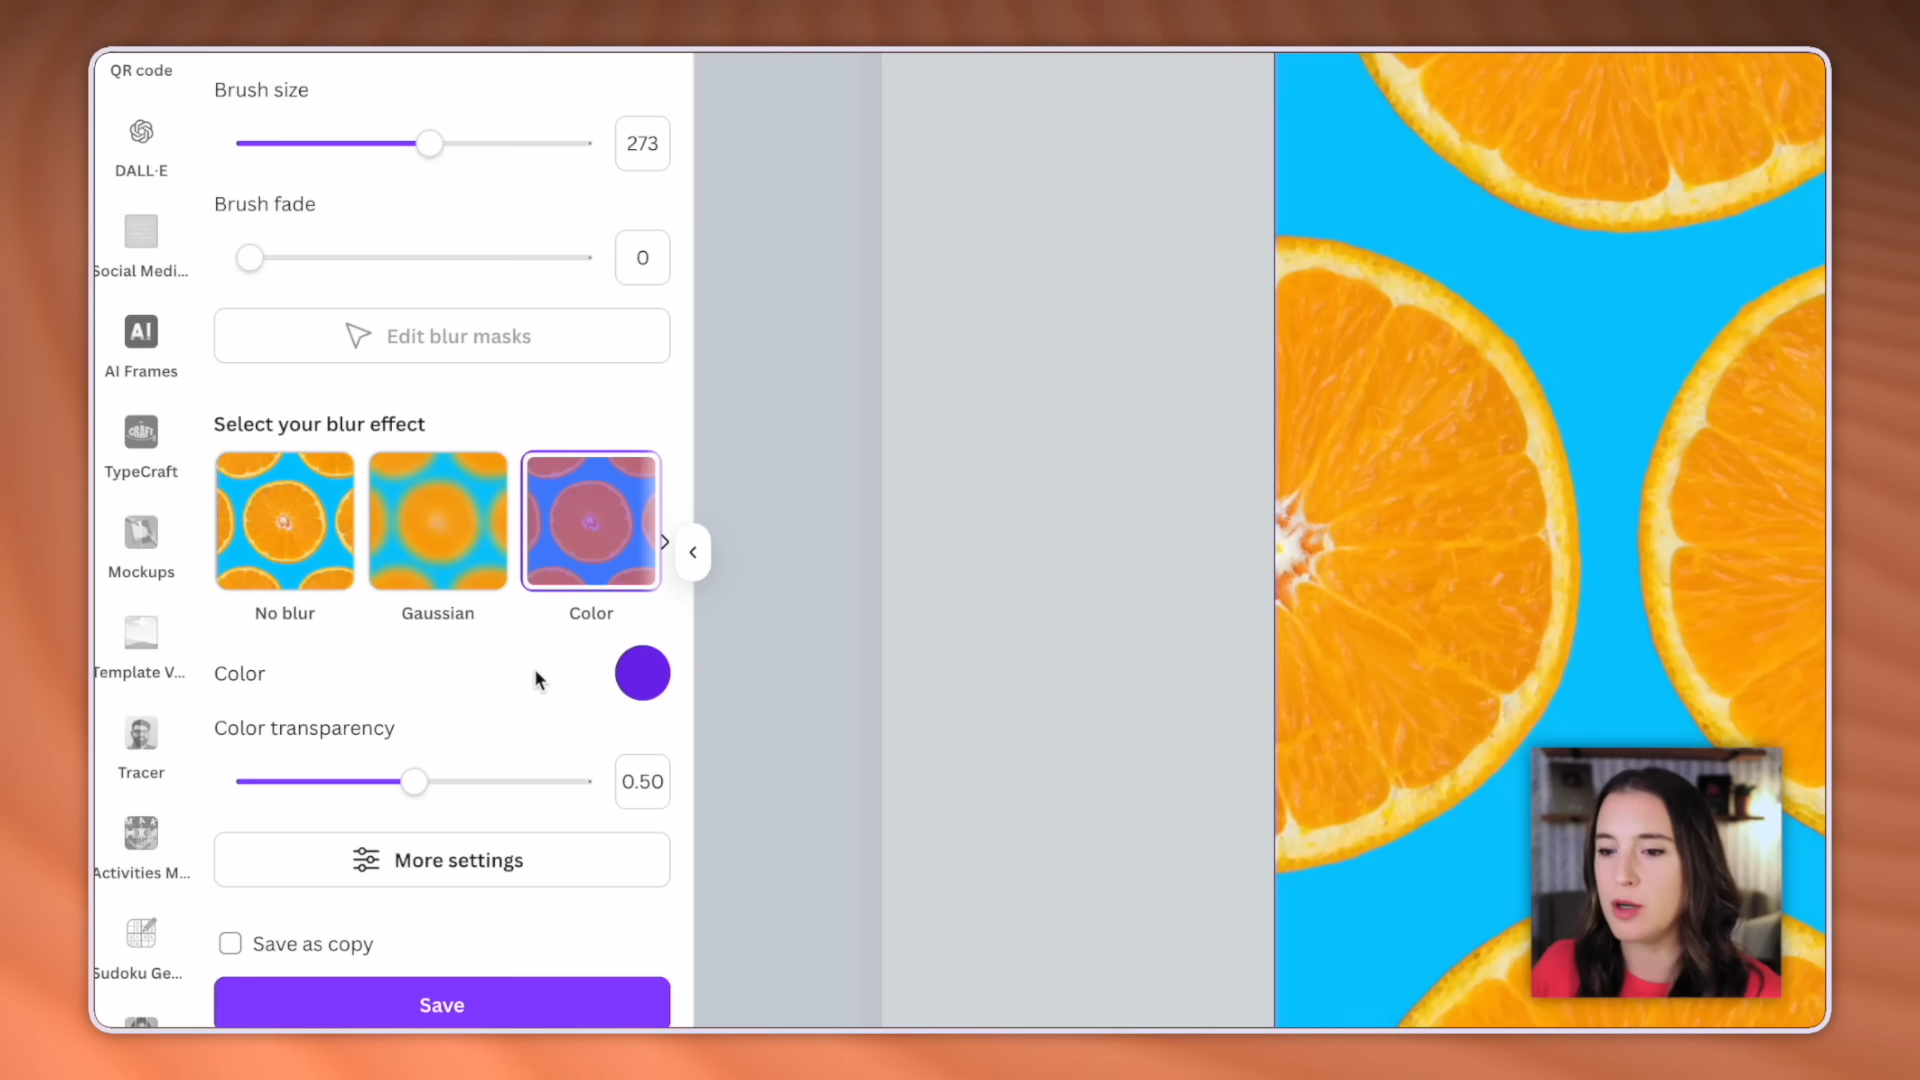 QR code
DALL·E
Social Medi...
AI
AI Frames
CRAFT
TypeCraft
Mockups
Template V...
Tracer
Activities M...
Sudoku Ge...
Brush size
273
Brush fade
0
Edit blur masks
Select your blur effect
No blur
Gaussian
Color
Color
Color transparency
0.50
More settings
Save as copy
Save